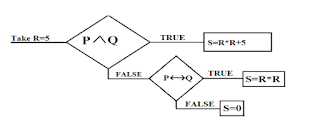 Take R=5
P∧Q
TRUE
S=R*R+5
FALSE
P↔Q
TRUE
S=R*R
FALSE
S=0